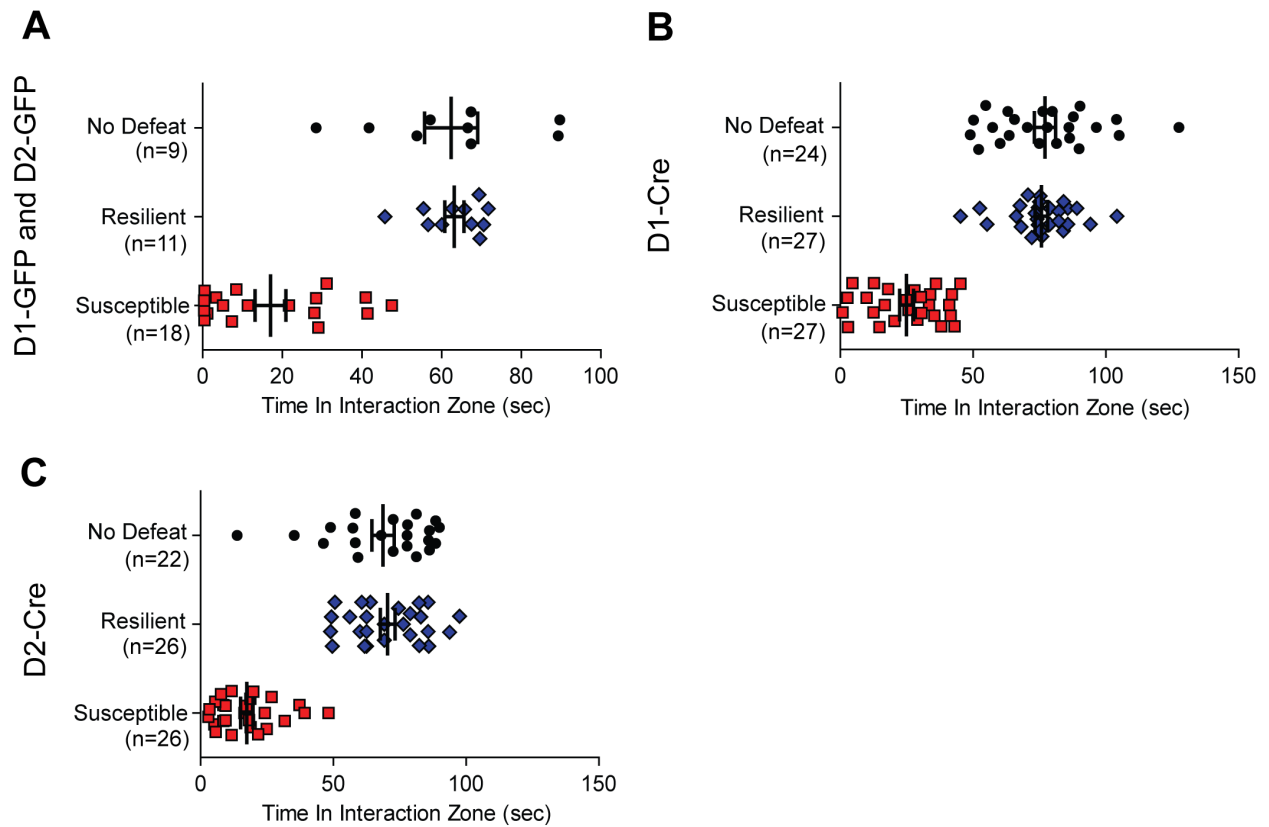 A
D1-GFP and D2-GFP
No Defeat
(n=9)
Resilient
(n=11)
Susceptible
(n=18)
0 20 40 60 80 100
Time In Interaction Zone (sec)
B
D1-Cre
No Defeat
(n=24)
Resilient
(n=27)
Susceptible
(n=27)
0 50 100 150
Time In Interaction Zone (sec)
C
D2-Cre
No Defeat
(n=22)
Resilient
(n=26)
Susceptible
(n=26)
0 50 100 150
Time In Interaction Zone (sec)